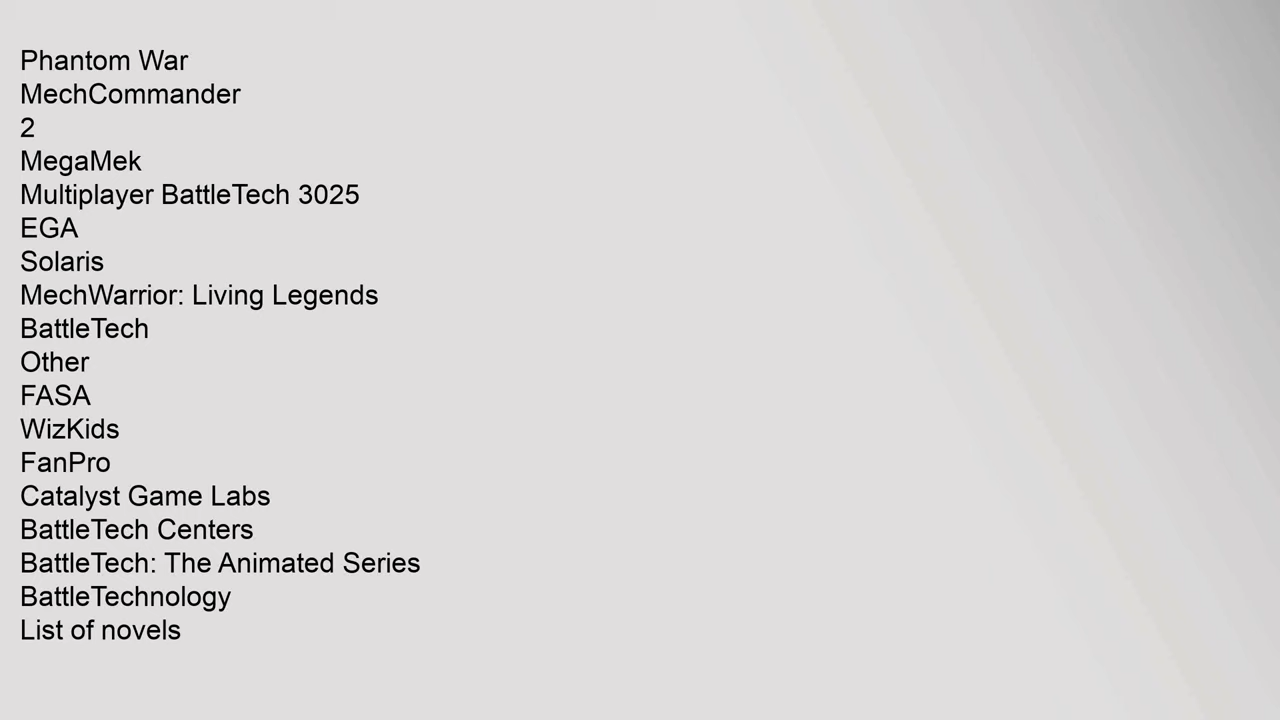 Phantom War
MechCommander
2
MegaMek
Multiplayer BattleTech 3025
EGA
Solaris
MechWarrior: Living Legends
BattleTech
Other
FASA
WizKids
FanPro
Catalyst Game Labs
BattleTech Centers
BattleTech: The Animated Series
BattleTechnology
List of novels